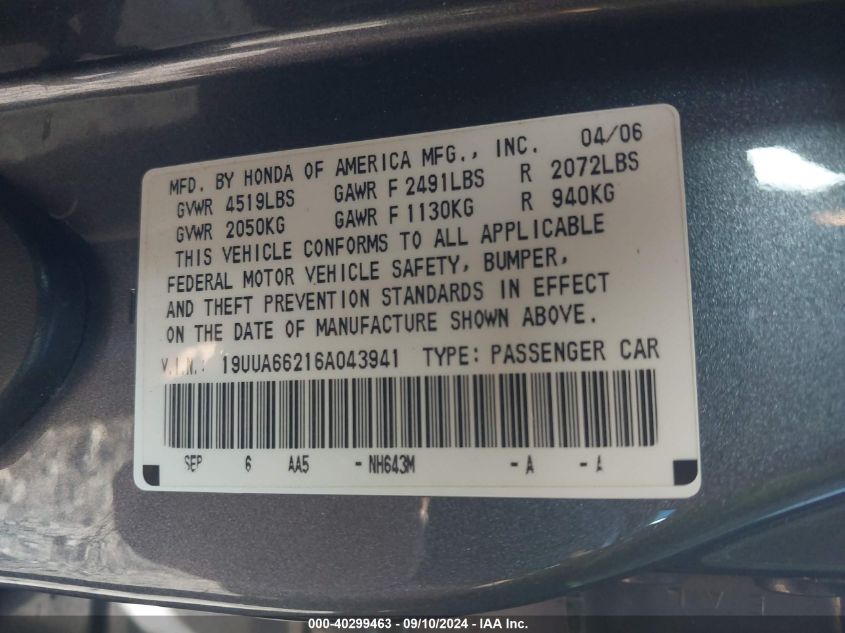 MFD. BY HONDA OF AMERICA MFG., INC. 04/06
GVWR 4519LBS GAWR F 2491LBS R 2072LBS
GVWR 2050KG GAWR F 1130KG R 940KG
THIS VEHICLE CONFORMS TO ALL APPLICABLE
FEDERAL MOTOR VEHICLE SAFETY, BUMPER,
AND THEFT PREVENTION STANDARDS IN EFFECT
ON THE DATE OF MANUFACTURE SHOWN ABOVE.
V.I.N.: 19UUA66216A043941 TYPE: PASSENGER CAR
SEP 6 AA5 - NH643M - A - A
000-40299463 - 09/10/2024 - IAA Inc.